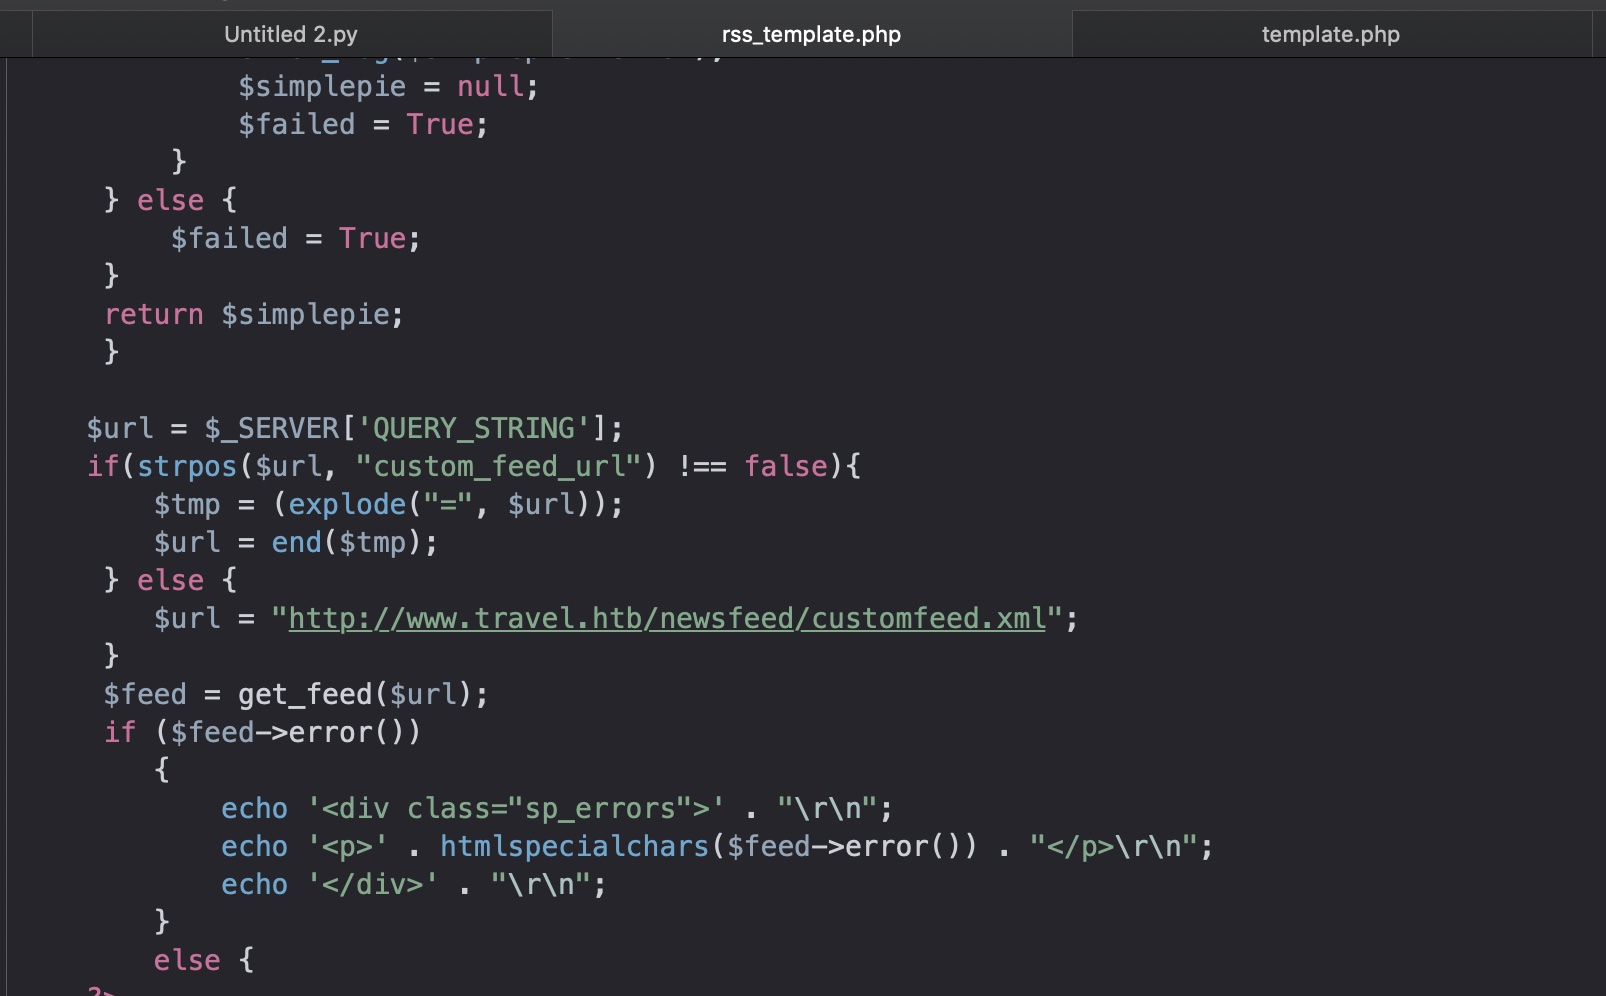 Untitled 2.py
rss_template.php
template.php
$simplepie = null;
$failed = True;
}
} else {
$failed = True;
}
return $simplepie;
}
$url = $_SERVER['QUERY_STRING'];
if(strpos($url, "custom_feed_url") !== false){
$tmp = (explode("=", $url));
$url = end($tmp);
} else {
$url = "http://www.travel.htb/newsfeed/customfeed.xml";
}
$feed = get_feed($url);
if ($feed->error())
{
echo '<div class="sp_errors">' . "\r\n";
echo '<p>' . htmlspecialchars($feed->error()) . "</p>\r\n";
echo '</div>' . "\r\n";
}
else {